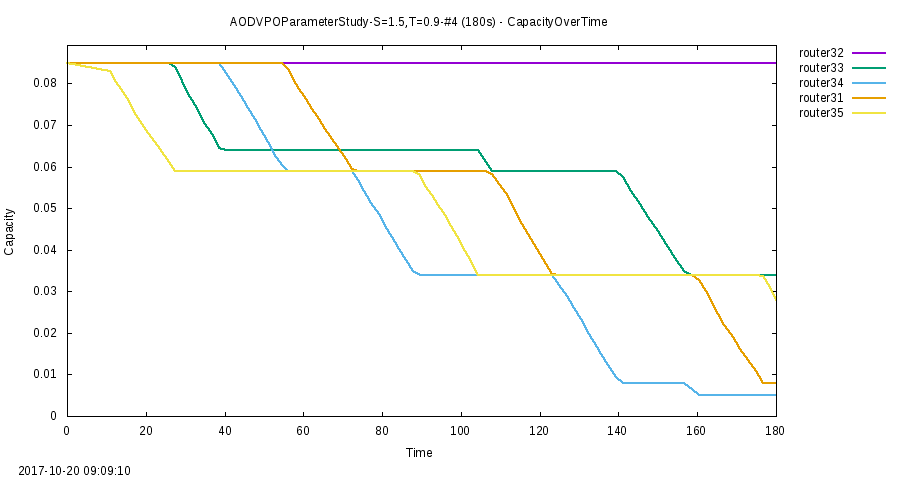 AODVPOParameterStudy-S=1.5,T=0.9-#4 (180s) - CapacityOverTime
router32
router33
router34
router31
router35
0.08
0.07
0.06
0.05
0.04
0.03
0.02
0.01
0
Capacity
0 20 40 60 80 100 120 140 160 180
Time
2017-10-20 09:09:10